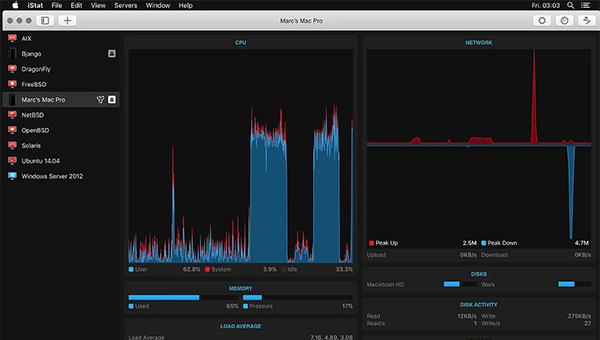 iStat File Edit View Servers Window Help Fri. 03:03
Marc's Mac Pro
AIX
Bjango
DragonFly
FreeBSD
Marc's Mac Pro
NetBSD
OpenBSD
Solaris
Ubuntu 14.04
Windows Server 2012
CPU
User 62.8% System 3.9% Idle 33.3%
MEMORY
Used 65% Pressure 17%
LOAD AVERAGE
Load Average 7.16, 4.89, 3.08
NETWORK
Peak Up 2.5M Peak Down 4.7M
Upload 0KB/s Download 0KB/s
DISKS
Macintosh HD Work
DISK ACTIVITY
Read 12KB/s Write 275KB/s
Read/s 1 Write/s 27